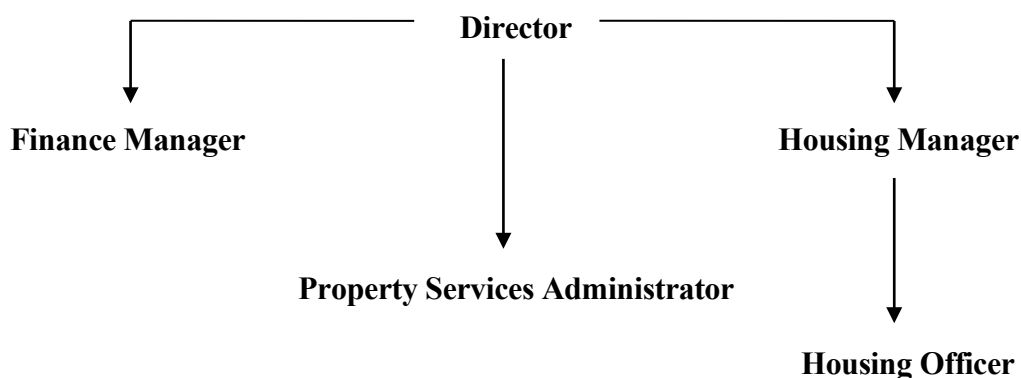 Director
Finance Manager
Housing Manager
Property Services Administrator
Housing Officer